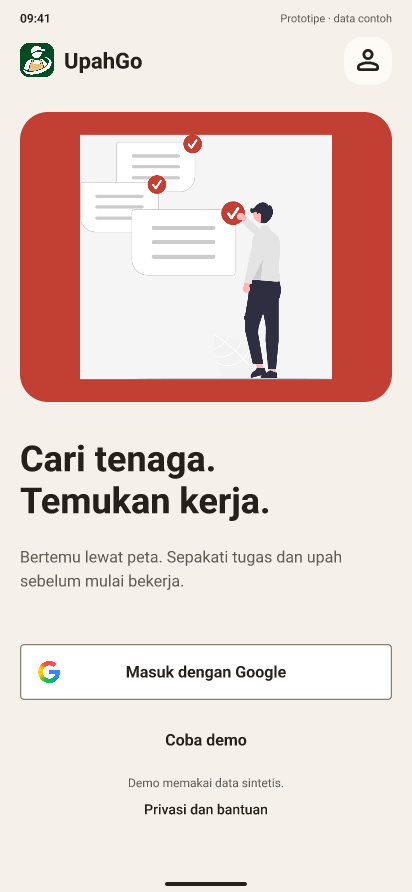 09:41
Prototipe · data contoh
UpahGo
Cari tenaga.
Temukan kerja.
Bertemu lewat peta. Sepakati tugas dan upah
sebelum mulai bekerja.
Masuk dengan Google
Coba demo
Demo memakai data sintetis.
Privasi dan bantuan